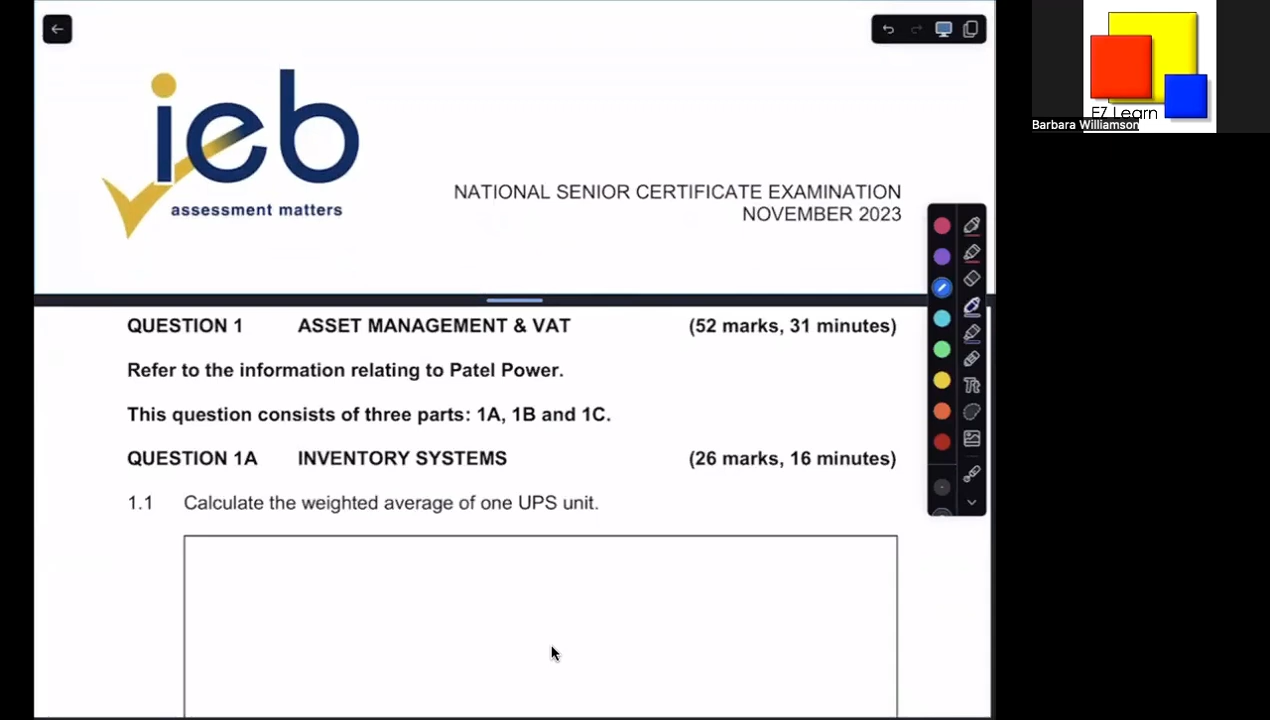 ieb
assessment matters
NATIONAL SENIOR CERTIFICATE EXAMINATION
NOVEMBER 2023
QUESTION 1 ASSET MANAGEMENT & VAT (52 marks, 31 minutes)
Refer to the information relating to Patel Power.
This question consists of three parts: 1A, 1B and 1C.
QUESTION 1A INVENTORY SYSTEMS (26 marks, 16 minutes)
1.1 Calculate the weighted average of one UPS unit.
EZ Learn
Barbara Williamson
Tt